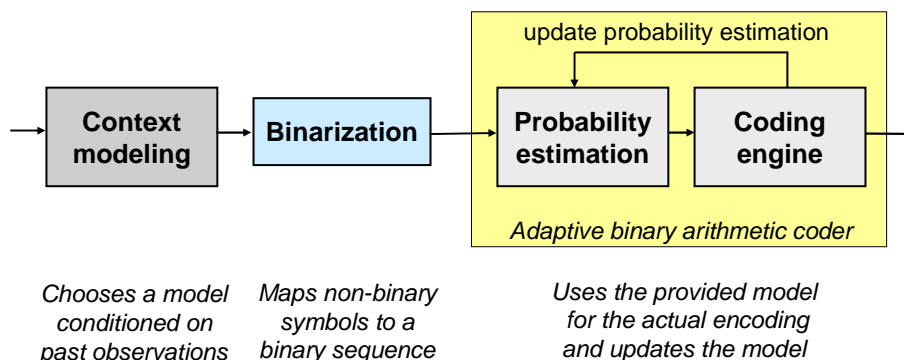 update probability estimation
Context
modeling
Binarization
Probability
estimation
Coding
engine
Adaptive binary arithmetic coder
Chooses a model
conditioned on
past observations
Maps non-binary
symbols to a
binary sequence
Uses the provided model
for the actual encoding
and updates the model